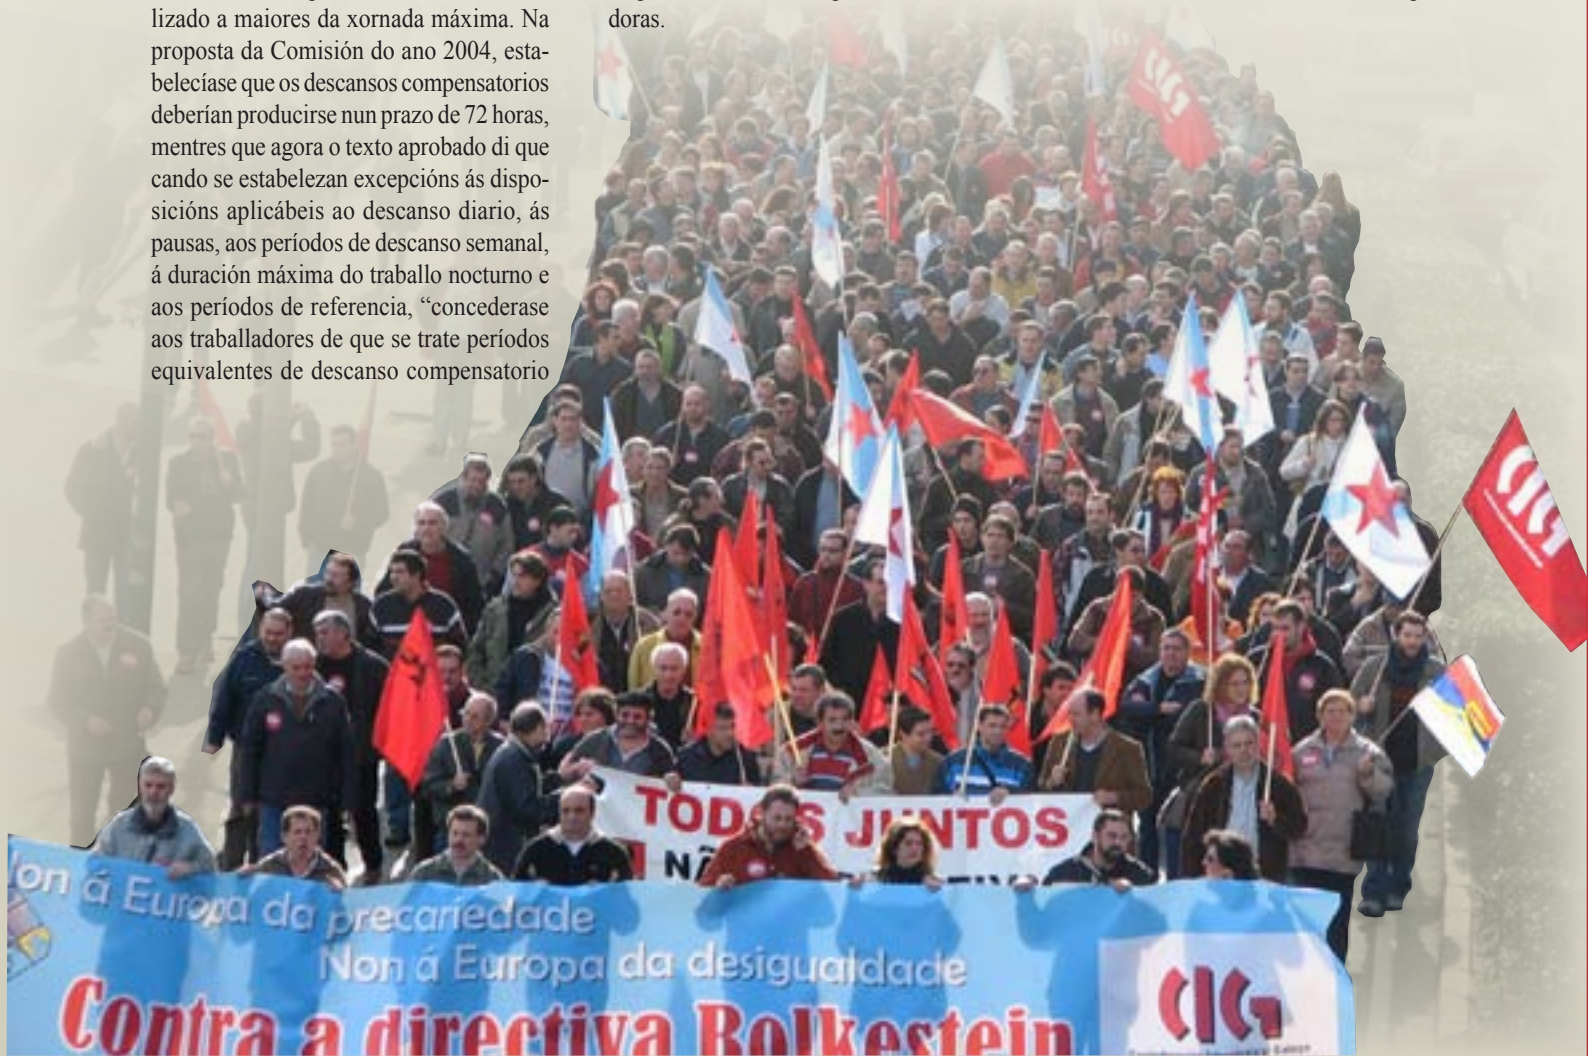 lizado a maiores da xornada máxima. Na
proposta da Comisión do ano 2004, esta-
belecíase que os descansos compensatorios
deberían producirse nun prazo de 72 horas,
mentres que agora o texto aprobado di que
cando se estabelezan excepcións ás dispo-
sicións aplicábeis ao descanso diario, ás
pausas, aos períodos de descanso semanal,
á duración máxima do traballo nocturno e
aos períodos de referencia, “concederase
aos traballadores de que se trate períodos
equivalentes de descanso compensatorio
doras.
CIG
CIG
TODOS JUNTOS
Non á Europa da precariedade
Non á Europa da desigualdade
Contra a directiva Bolkestein
CIG